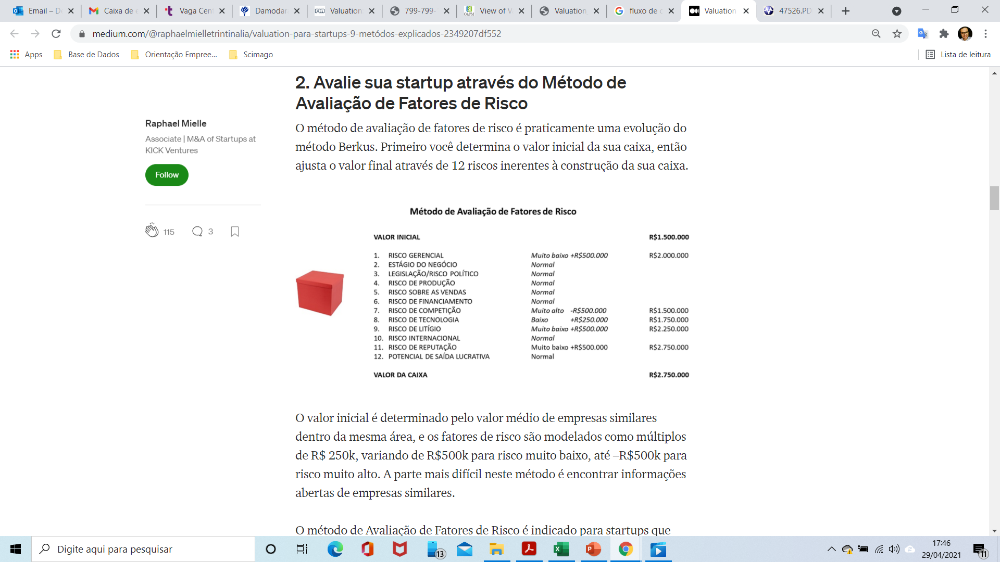 Email – De
Caixa de e
Vaga Cent
Damodar
Valuation
799-799-1
View of V
Valuation
fluxo de c
Valuation
47526.PD
medium.com/@raphaelmielletrintinalia/valuation-para-startups-9-metódos-explicados-2349207df552
Apps
Base de Dados
Orientação Empree...
Scimago
Lista de leitura
2. Avalie sua startup através do Método de
Avaliação de Fatores de Risco
Raphael Mielle
Associate | M&A of Startups at
KICK Ventures
Follow
115
3
O método de avaliação de fatores de risco é praticamente uma evolução do
método Berkus. Primeiro você determina o valor inicial da sua caixa, então
ajusta o valor final através de 12 riscos inerentes à construção da sua caixa.
Método de Avaliação de Fatores de Risco
VALOR INICIAL R$1.500.000
1. RISCO GERENCIAL Muito baixo +R$500.000 R$2.000.000
2. ESTÁGIO DO NEGÓCIO Normal
3. LEGISLAÇÃO/RISCO POLÍTICO Normal
4. RISCO DE PRODUÇÃO Normal
5. RISCO SOBRE AS VENDAS Normal
6. RISCO DE FINANCIAMENTO Normal
7. RISCO DE COMPETIÇÃO Muito alto -R$500.000 R$1.500.000
8. RISCO DE TECNOLOGIA Baixo +R$250.000 R$1.750.000
9. RISCO DE LITÍGIO Muito baixo +R$500.000 R$2.250.000
10. RISCO INTERNACIONAL Normal
11. RISCO DE REPUTAÇÃO Muito baixo +R$500.000 R$2.750.000
12. POTENCIAL DE SAÍDA LUCRATIVA Normal
VALOR DA CAIXA R$2.750.000
O valor inicial é determinado pelo valor médio de empresas similares
dentro da mesma área, e os fatores de risco são modelados como múltiplos
de R$ 250k, variando de R$500k para risco muito baixo, até –R$500k para
risco muito alto. A parte mais difícil neste método é encontrar informações
abertas de empresas similares.
O método de Avaliação de Fatores de Risco é indicado para startups que
Digite aqui para pesquisar
13
17:46
29/04/2021
11